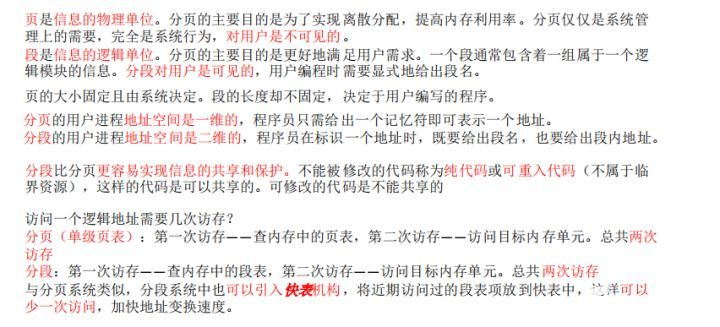 页是信息的物理单位。分页的主要目的是为了实现离散分配，提高内存利用率。分页仅仅是系统管
理上的需要，完全是系统行为，对用户是不可见的。
段是信息的逻辑单位。分页的主要目的是更好地满足用户需求。一个段通常包含着一组属于一个逻
辑模块的信息。分段对用户是可见的，用户编程时需要显式地给出段名。
页的大小固定且由系统决定。段的长度却不固定，决定于用户编写的程序。
分页的用户进程地址空间是一维的，程序员只需给出一个记忆符即可表示一个地址。
分段的用户进程地址空间是二维的，程序员在标识一个地址时，既要给出段名，也要给出段内地址。
分段比分页更容易实现信息的共享和保护。不能被修改的代码称为纯代码或可重入代码（不属于临
界资源），这样的代码是可以共享的。可修改的代码是不能共享的
访问一个逻辑地址需要几次访存？
分页（单级页表）：第一次访存——查内存中的页表，第二次访存——访问目标内存单元。总共两次
访存
分段：第一次访存——查内存中的段表，第二次访存——访问目标内存单元。总共两次访存
与分页系统类似，分段系统中也可以引入快表机构，将近期访问过的段表项放到快表中，这样可以
少一次访问，加快地址变换速度。